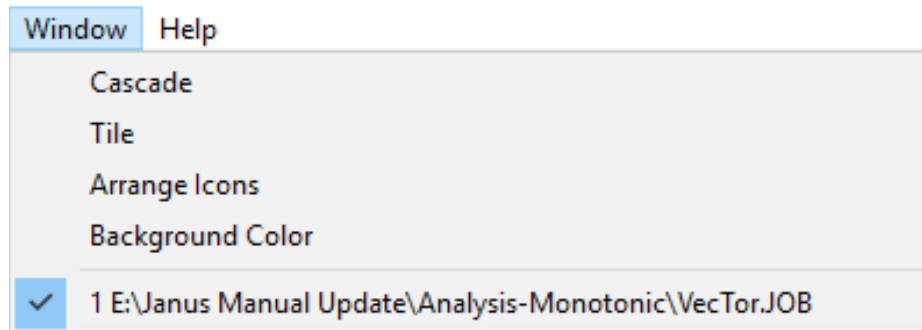 Window Help
Cascade
Tile
Arrange Icons
Background Color
1 E:\Janus Manual Update\Analysis-Monotonic\VecTor.JOB